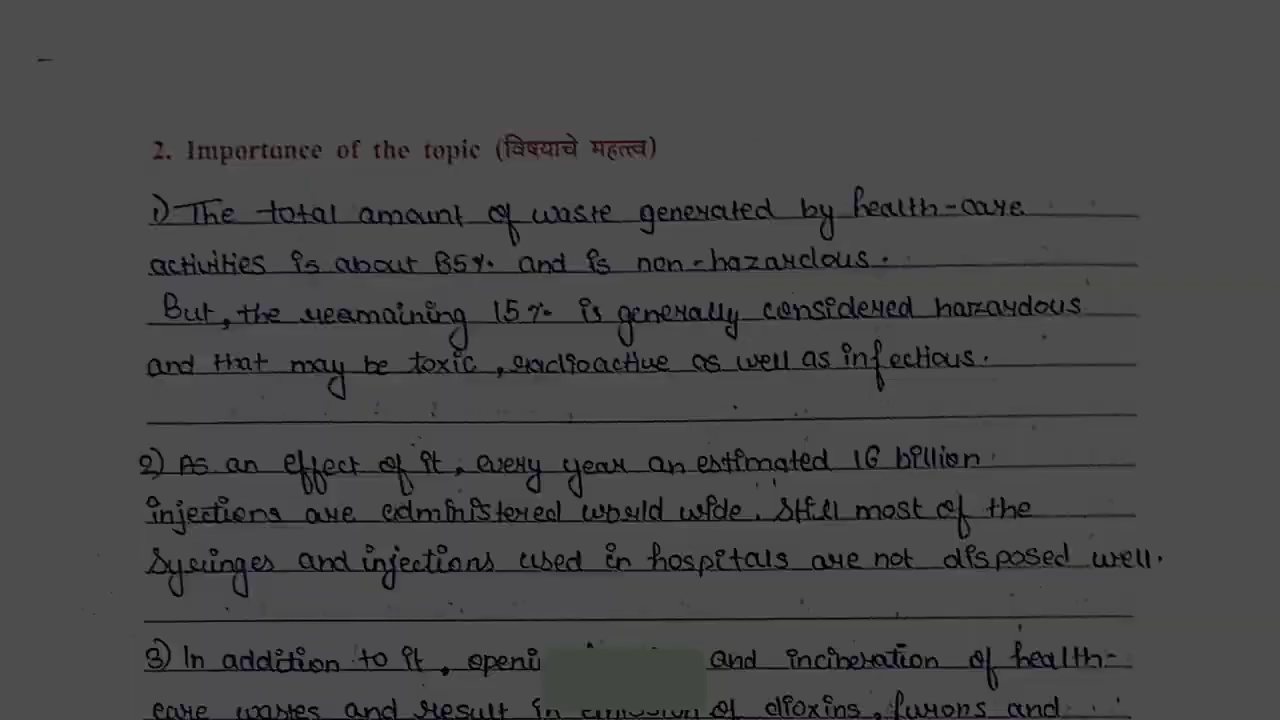 2. Importance of the topic (विषयाचे महत्त्व)
1) The total amount of waste generated by health-care
activities is about 85% and is non-hazardous.
But, the reamaining 15% is generally considered hazardous
and that may be toxic, radioactive as well as infectious.
2) As an effect of it, every year an estimated 16 billion
injections are administered world wide. Still most of the
syringes and injections used in hospitals are not disposed well.
3) In addition to it, openi and incineration of health-
care wastes and result in of dioxins, furons and